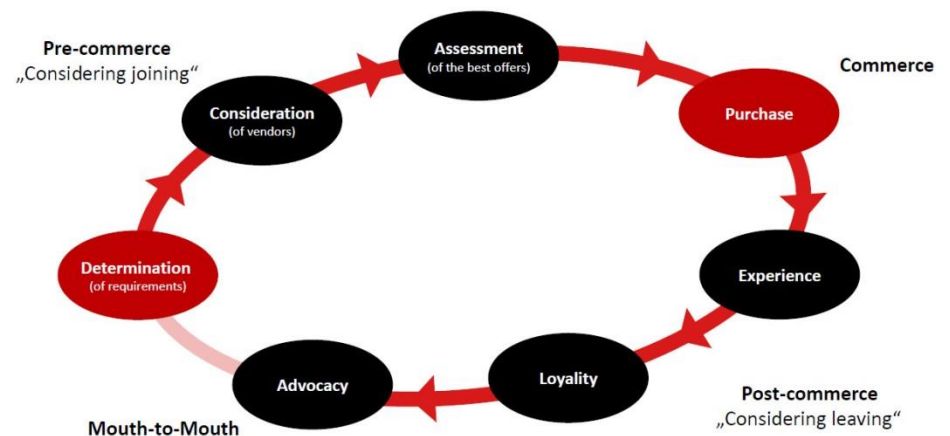 Pre-commerce
„Considering joining“
Assessment
(of the best offers)
Commerce
Consideration
(of vendors)
Purchase
Determination
(of requirements)
Experience
Advocacy
Loyality
Post-commerce
„Considering leaving“
Mouth-to-Mouth